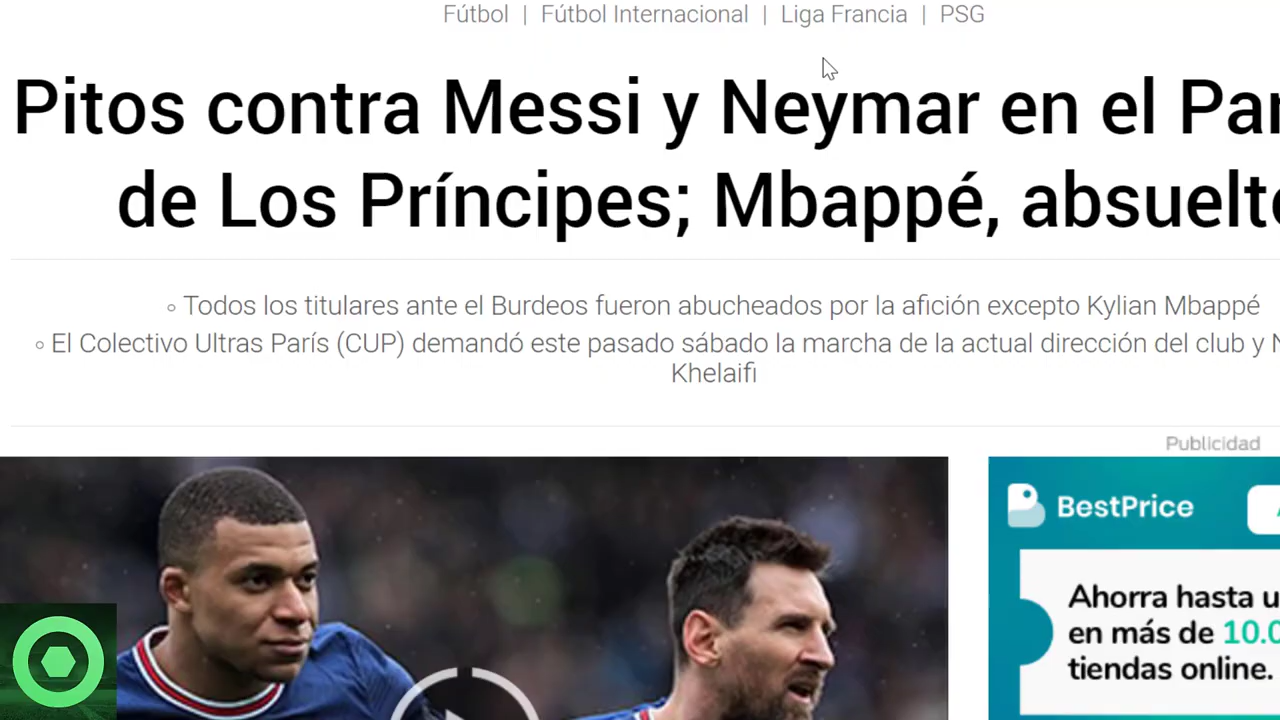 Fútbol | Fútbol Internacional | Liga Francia | PSG
Pitos contra Messi y Neymar en el Par
de Los Príncipes; Mbappé, absuelto
◦ Todos los titulares ante el Burdeos fueron abucheados por la afición excepto Kylian Mbappé
◦ El Colectivo Ultras París (CUP) demandó este pasado sábado la marcha de la actual dirección del club y N
Khelaifi
Publicidad
BestPrice
Ahorra hasta u
en más de 10.0
tiendas online.